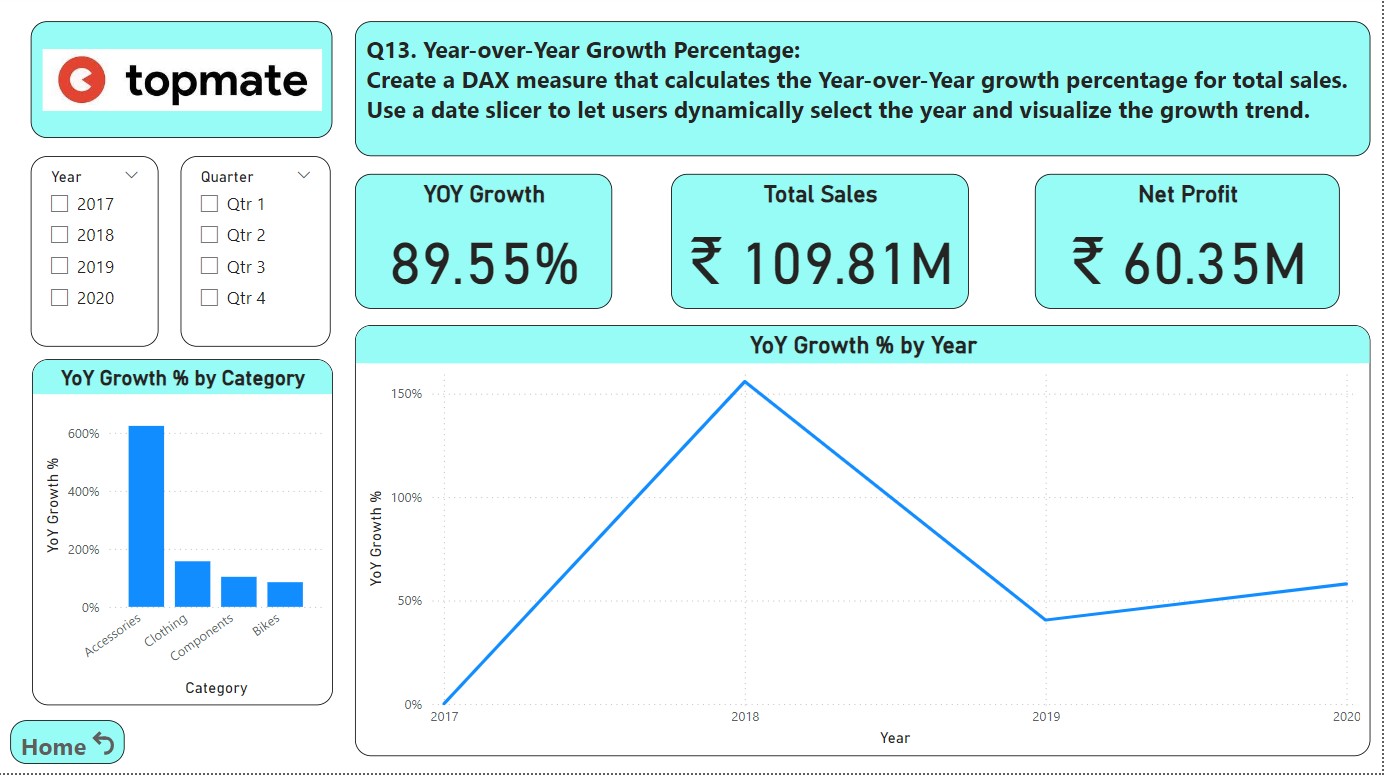 topmate
Q13. Year-over-Year Growth Percentage:
Create a DAX measure that calculates the Year-over-Year growth percentage for total sales.
Use a date slicer to let users dynamically select the year and visualize the growth trend.
Year
2017
2018
2019
2020
Quarter
Qtr 1
Qtr 2
Qtr 3
Qtr 4
YOY Growth
89.55%
Total Sales
₹ 109.81M
Net Profit
₹ 60.35M
YoY Growth % by Category
YoY Growth %
600%
400%
200%
0%
Accessories
Clothing
Components
Bikes
Category
YoY Growth % by Year
YoY Growth %
150%
100%
50%
0%
2017
2018
2019
2020
Year
Home